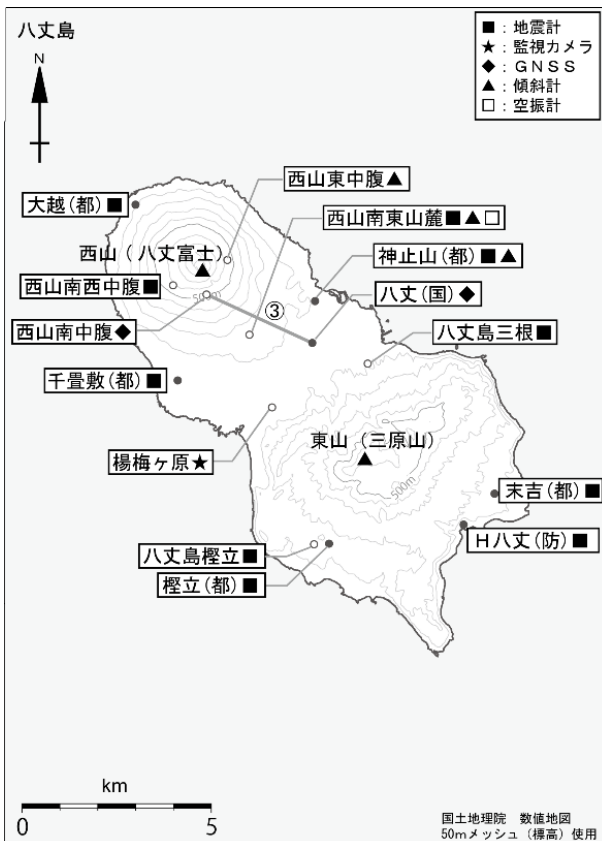 八丈島
■:地震計
★:監視カメラ
◆:GNSS
▲:傾斜計
□:空振計
N
西山東中腹▲
大越(都)■
西山南東山麓■▲□
西山(八丈富士)
神止山(都)■▲
西山南西中腹■
八丈(国)◆
③
西山南中腹◆
八丈島三根■
千畳敷(都)■
東山(三原山)
楊梅ヶ原★
500m
末吉(都)■
H八丈(防)■
八丈島樫立■
樫立(都)■
km
0 5
国土地理院 数値地図
50mメッシュ(標高)使用